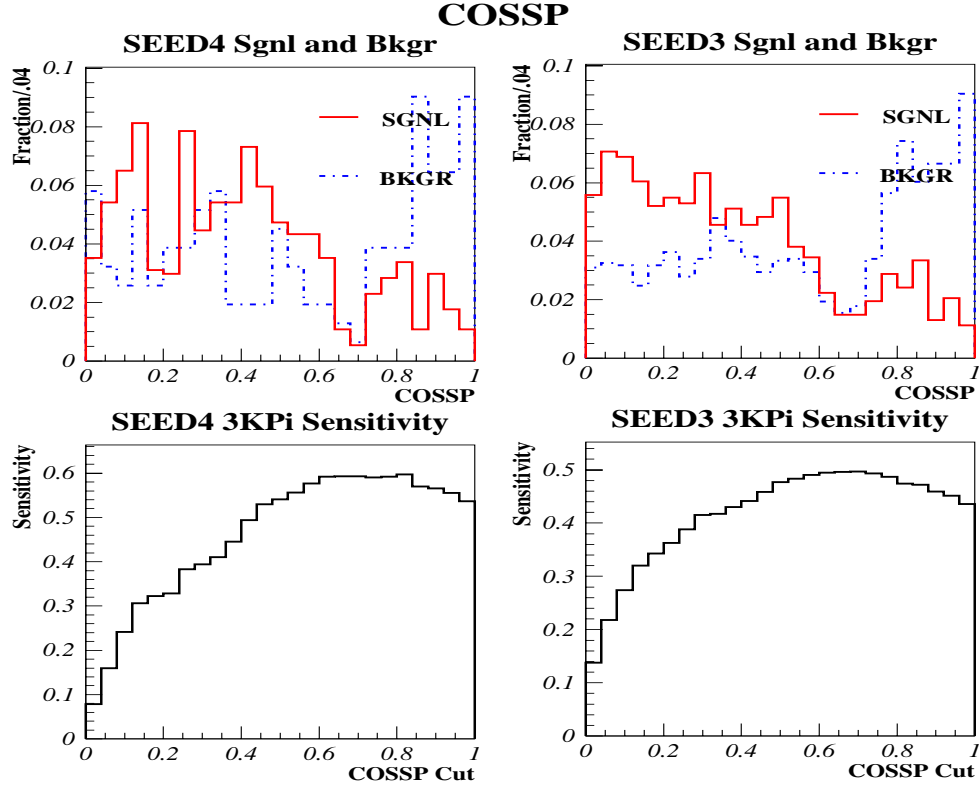 COSSP
SEED4 Sgnl and Bkgr
Fraction/.04
0.1
0.08
0.06
0.04
0.02
0
SGNL
BKGR
0 0.2 0.4 0.6 0.8 1
COSSP
SEED3 Sgnl and Bkgr
Fraction/.04
0.1
0.08
0.06
0.04
0.02
0
SGNL
BKGR
0 0.2 0.4 0.6 0.8 1
COSSP
SEED4 3KPi Sensitivity
Sensitivity
0.6
0.5
0.4
0.3
0.2
0.1
0
0 0.2 0.4 0.6 0.8 1
COSSP Cut
SEED3 3KPi Sensitivity
Sensitivity
0.5
0.4
0.3
0.2
0.1
0
0 0.2 0.4 0.6 0.8 1
COSSP Cut